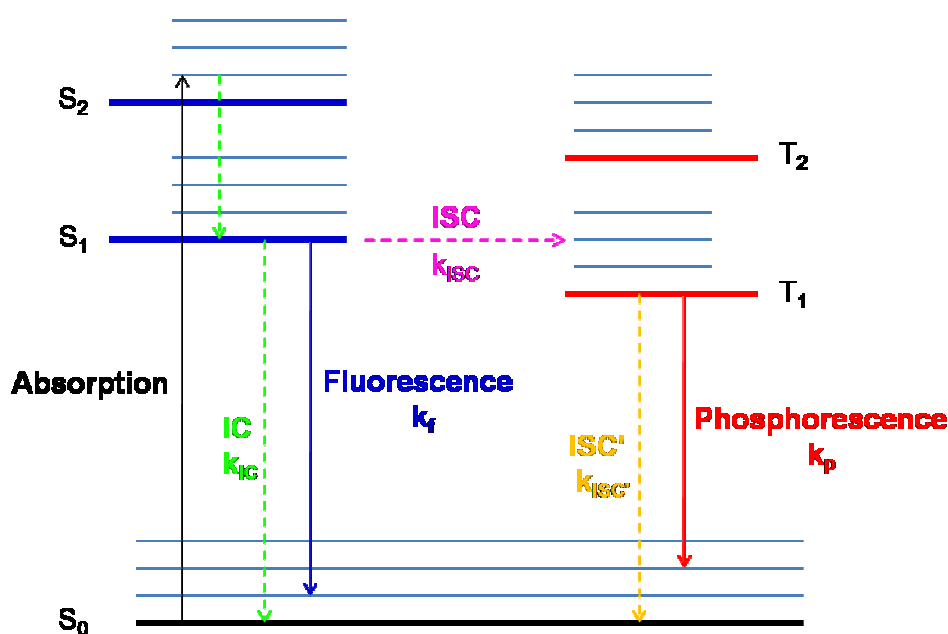 S2
T2
S1
ISC
kISC
T1
Absorption
Fluorescence
kf
Phosphorescence
kp
IC
kIC
ISC'
kISC'
S0